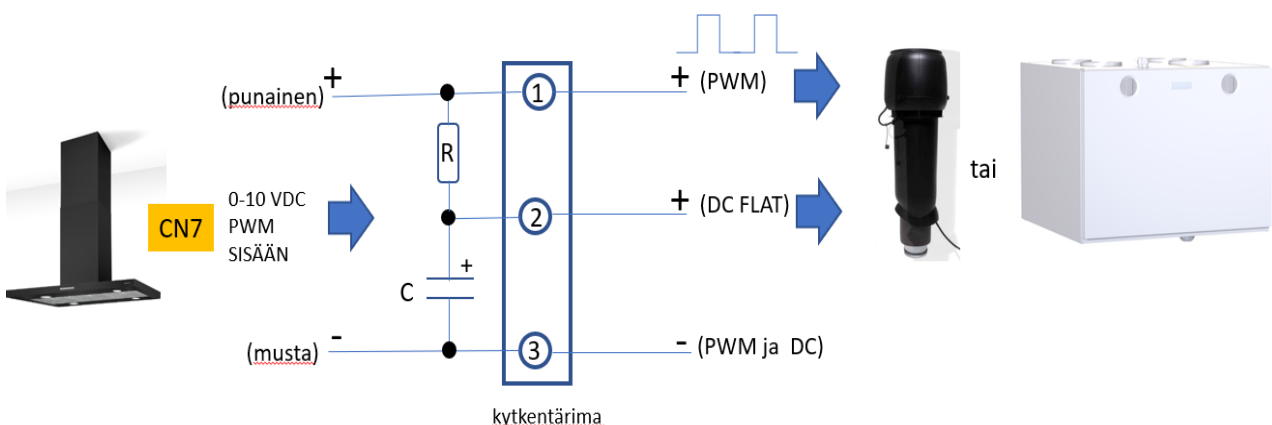 +
(punainen)
CN7
0-10 VDC
PWM
SISÄÄN
R
+
C
-
(musta)
1
2
3
kytkentärima
+ (PWM)
+ (DC FLAT)
- (PWM ja DC)
tai